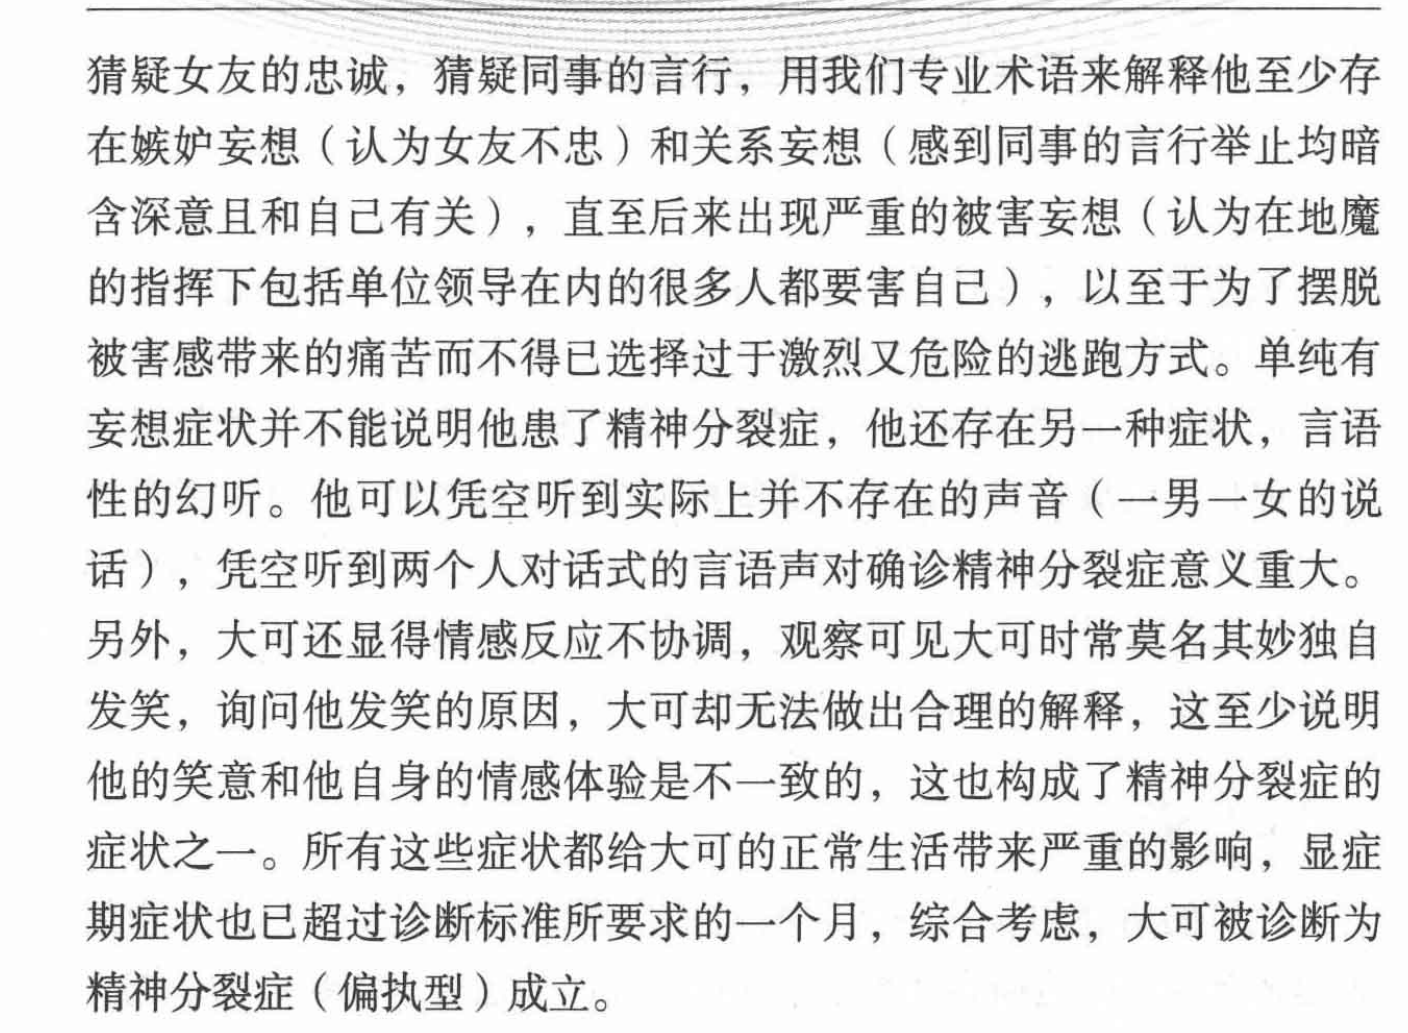 猜疑女友的忠诚，猜疑同事的言行，用我们专业术语来解释他至少存
在嫉妒妄想（认为女友不忠）和关系妄想（感到同事的言行举止均暗
含深意且和自己有关），直至后来出现严重的被害妄想（认为在地魔
的指挥下包括单位领导在内的很多人都要害自己），以至于为了摆脱
被害感带来的痛苦而不得已选择过于激烈又危险的逃跑方式。单纯有
妄想症状并不能说明他患了精神分裂症，他还存在另一种症状，言语
性的幻听。他可以凭空听到实际上并不存在的声音（一男一女的说
话），凭空听到两个人对话式的言语声对确诊精神分裂症意义重大。
另外，大可还显得情感反应不协调，观察可见大可时常莫名其妙独自
发笑，询问他发笑的原因，大可却无法做出合理的解释，这至少说明
他的笑意和他自身的情感体验是不一致的，这也构成了精神分裂症的
症状之一。所有这些症状都给大可的正常生活带来严重的影响，显症
期症状也已超过诊断标准所要求的一个月，综合考虑，大可被诊断为
精神分裂症（偏执型）成立。